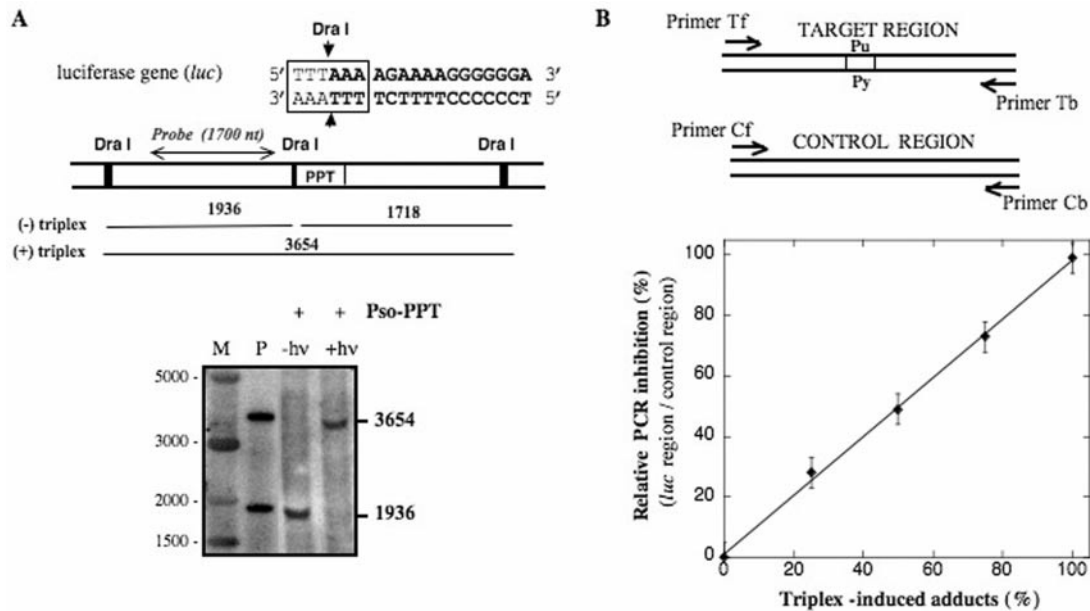 A
Dra I
luciferase gene (luc)
5′ TTTAAA AGAAAAGGGGGGA 3′
3′ AAATTT TCTTTTCCCCCCT 5′
Dra I Probe (1700 nt) Dra I Dra I
PPT
1936 1718
(-) triplex
3654
(+) triplex
+ + Pso-PPT
M P -hν +hν
5000 -
3654
3000 -
2000 -
1936
1500 -
B
Primer Tf
TARGET REGION
Pu
Py
Primer Tb
Primer Cf
CONTROL REGION
Primer Cb
Relative PCR inhibition (%)
(luc region / control region)
100
80
60
40
20
0
0 20 40 60 80 100
Triplex -induced adducts (%)